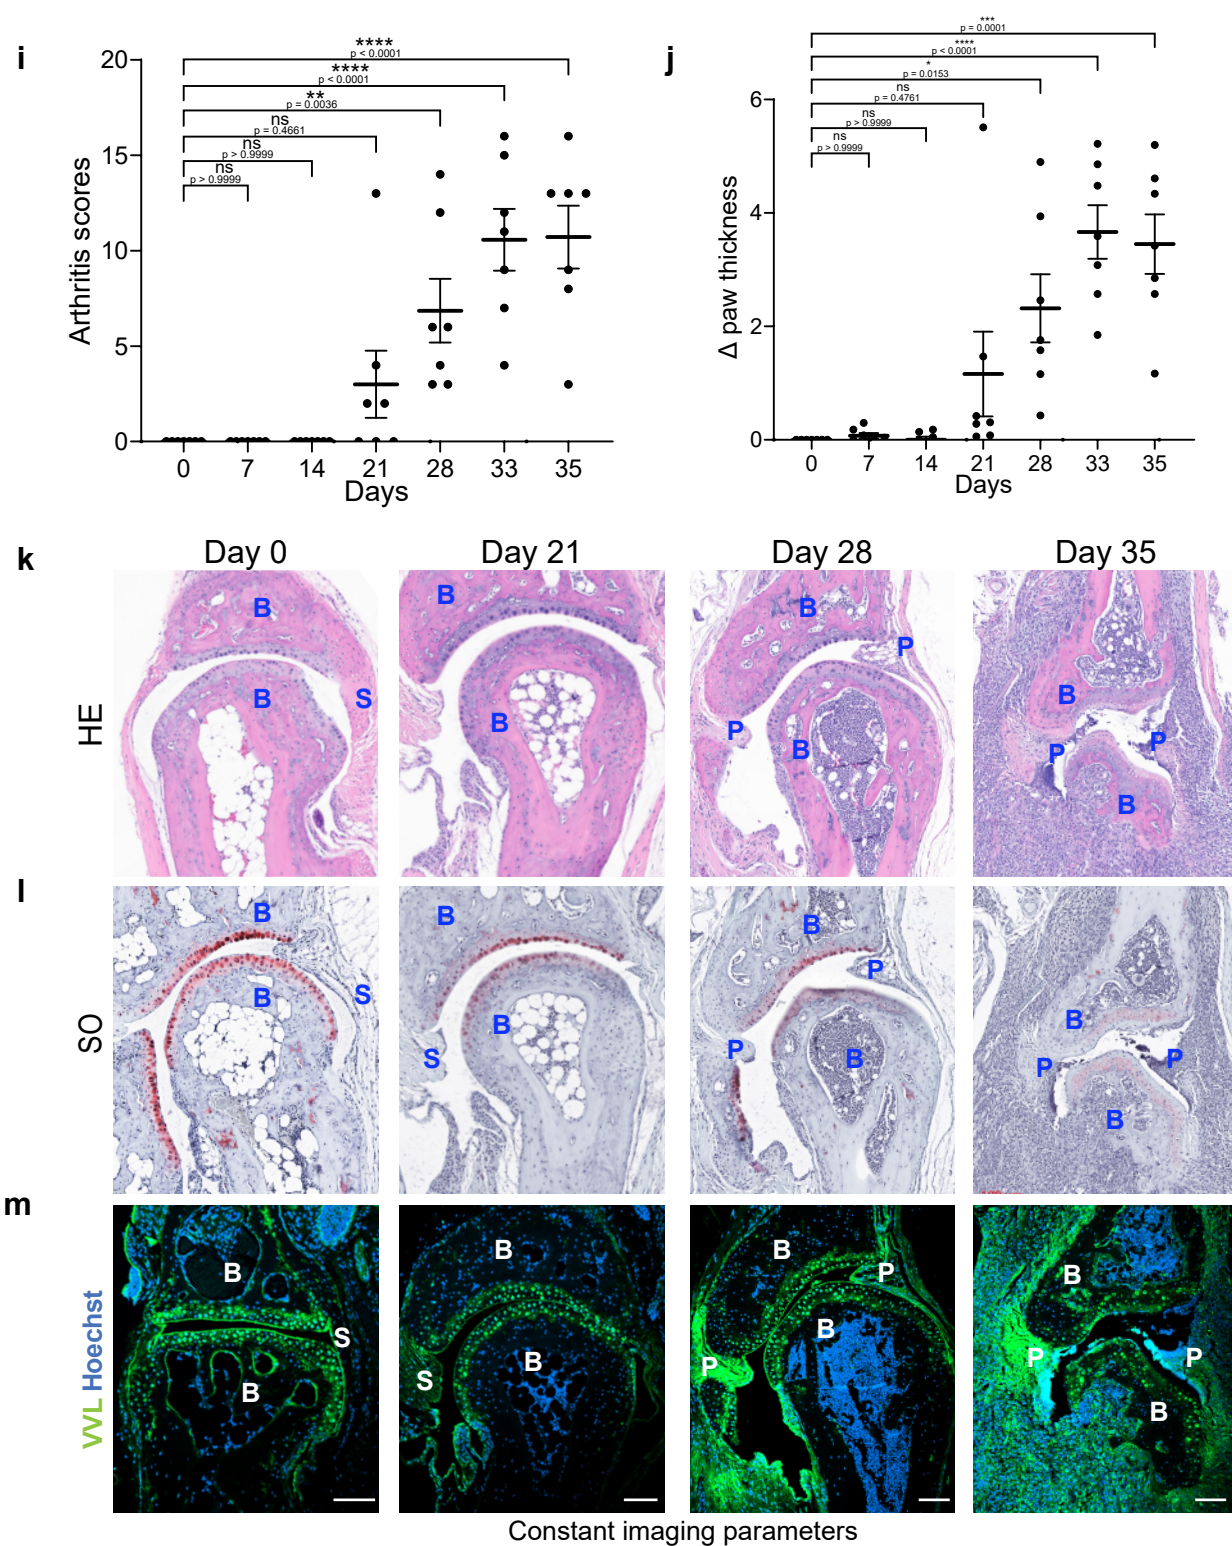 i
****
p < 0.0001
****
p < 0.0001
**
p = 0.0036
ns
p = 0.4661
ns
p > 0.9999
ns
p > 0.9999
Arthritis scores
20
15
10
5
0
0 7 14 21 28 33 35
Days
j
***
p = 0.0001
****
p < 0.0001
*
p = 0.0153
ns
p = 0.4761
ns
p > 0.9999
ns
p > 0.9999
Δ paw thickness
6
4
2
0
0 7 14 21 28 33 35
Days
k
Day 0 Day 21 Day 28 Day 35
HE
B B S
B B
B P P B
B P P B
l
SO
B B S
B B S
B P P B
B P P B
m
VVL Hoechst
B S B
B S B
B P B P
B P P B
Constant imaging parameters